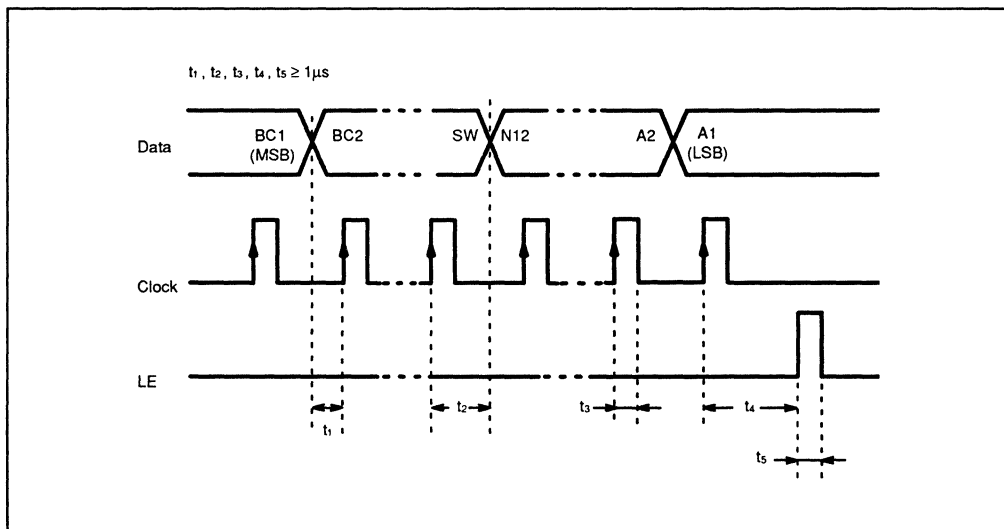 t₁ , t₂ , t₃ , t₄ , t₅ ≥ 1µs
Data
BC1
(MSB)
BC2
SW
N12
A2
A1
(LSB)
Clock
LE
t₁
t₂
t₃
t₄
t₅